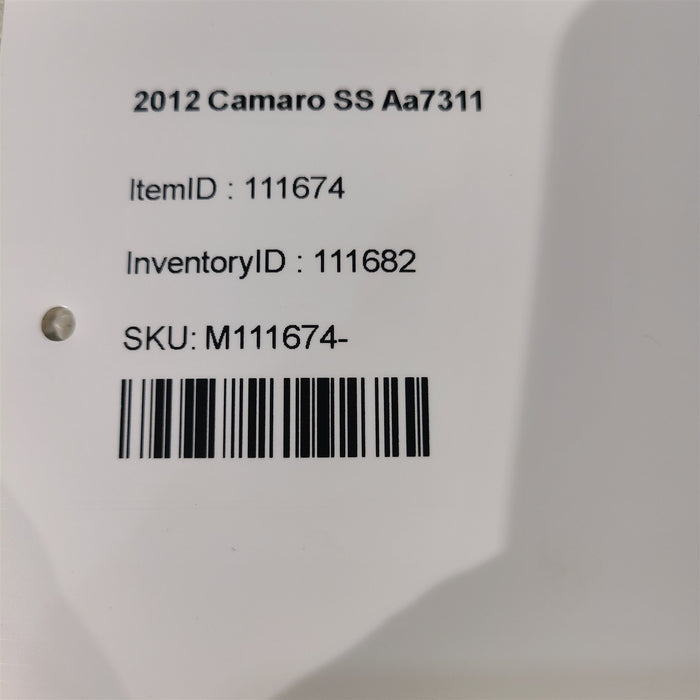 2012 Camaro SS Aa7311
ItemID : 111674
InventoryID : 111682
SKU: M111674-